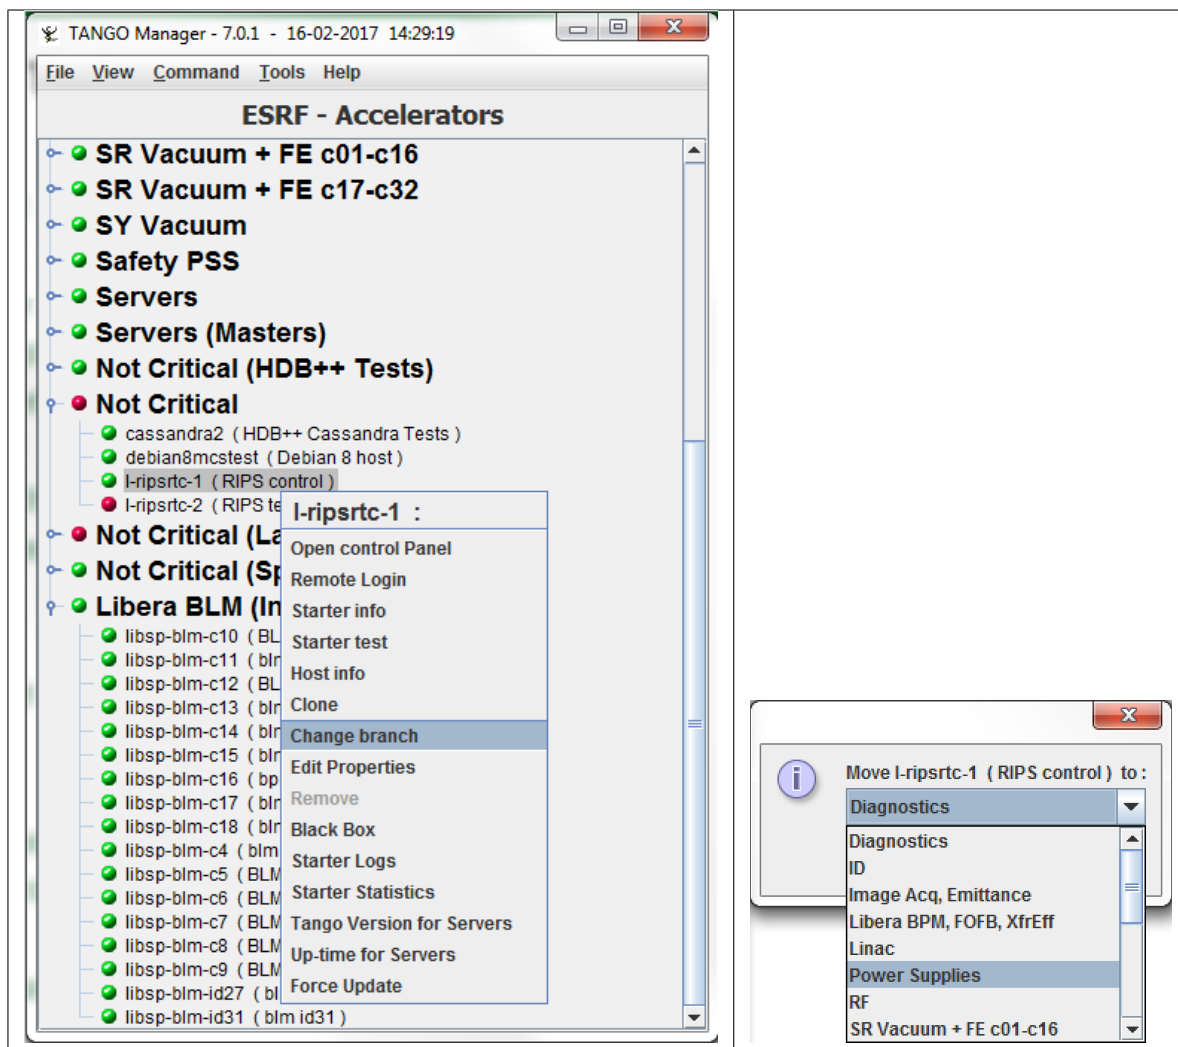 TANGO Manager - 7.0.1 - 16-02-2017 14:29:19
File View Command Tools Help
ESRF - Accelerators
SR Vacuum + FE c01-c16
SR Vacuum + FE c17-c32
SY Vacuum
Safety PSS
Servers
Servers (Masters)
Not Critical (HDB++ Tests)
Not Critical
cassandra2 ( HDB++ Cassandra Tests )
debian8mcstest ( Debian 8 host )
l-ripsrtc-1 ( RIPS control )
l-ripsrtc-2 ( RIPS te
Not Critical (La
Not Critical (Sp
Libera BLM (In
libsp-blm-c10 ( BL
libsp-blm-c11 ( blm
libsp-blm-c12 ( BL
libsp-blm-c13 ( blm
libsp-blm-c14 ( blm
libsp-blm-c15 ( blm
libsp-blm-c16 ( bp
libsp-blm-c17 ( blm
libsp-blm-c18 ( blm
libsp-blm-c4 ( blm
libsp-blm-c5 ( BLM
libsp-blm-c6 ( BLM
libsp-blm-c7 ( BLM
libsp-blm-c8 ( BLM
libsp-blm-c9 ( BLM
libsp-blm-id27 ( bl
libsp-blm-id31 ( blm id31 )
l-ripsrtc-1 :
Open control Panel
Remote Login
Starter info
Starter test
Host info
Clone
Change branch
Edit Properties
Remove
Black Box
Starter Logs
Starter Statistics
Tango Version for Servers
Up-time for Servers
Force Update
Move l-ripsrtc-1 ( RIPS control ) to :
Diagnostics
Diagnostics
ID
Image Acq, Emittance
Libera BPM, FOFB, XfrEff
Linac
Power Supplies
RF
SR Vacuum + FE c01-c16